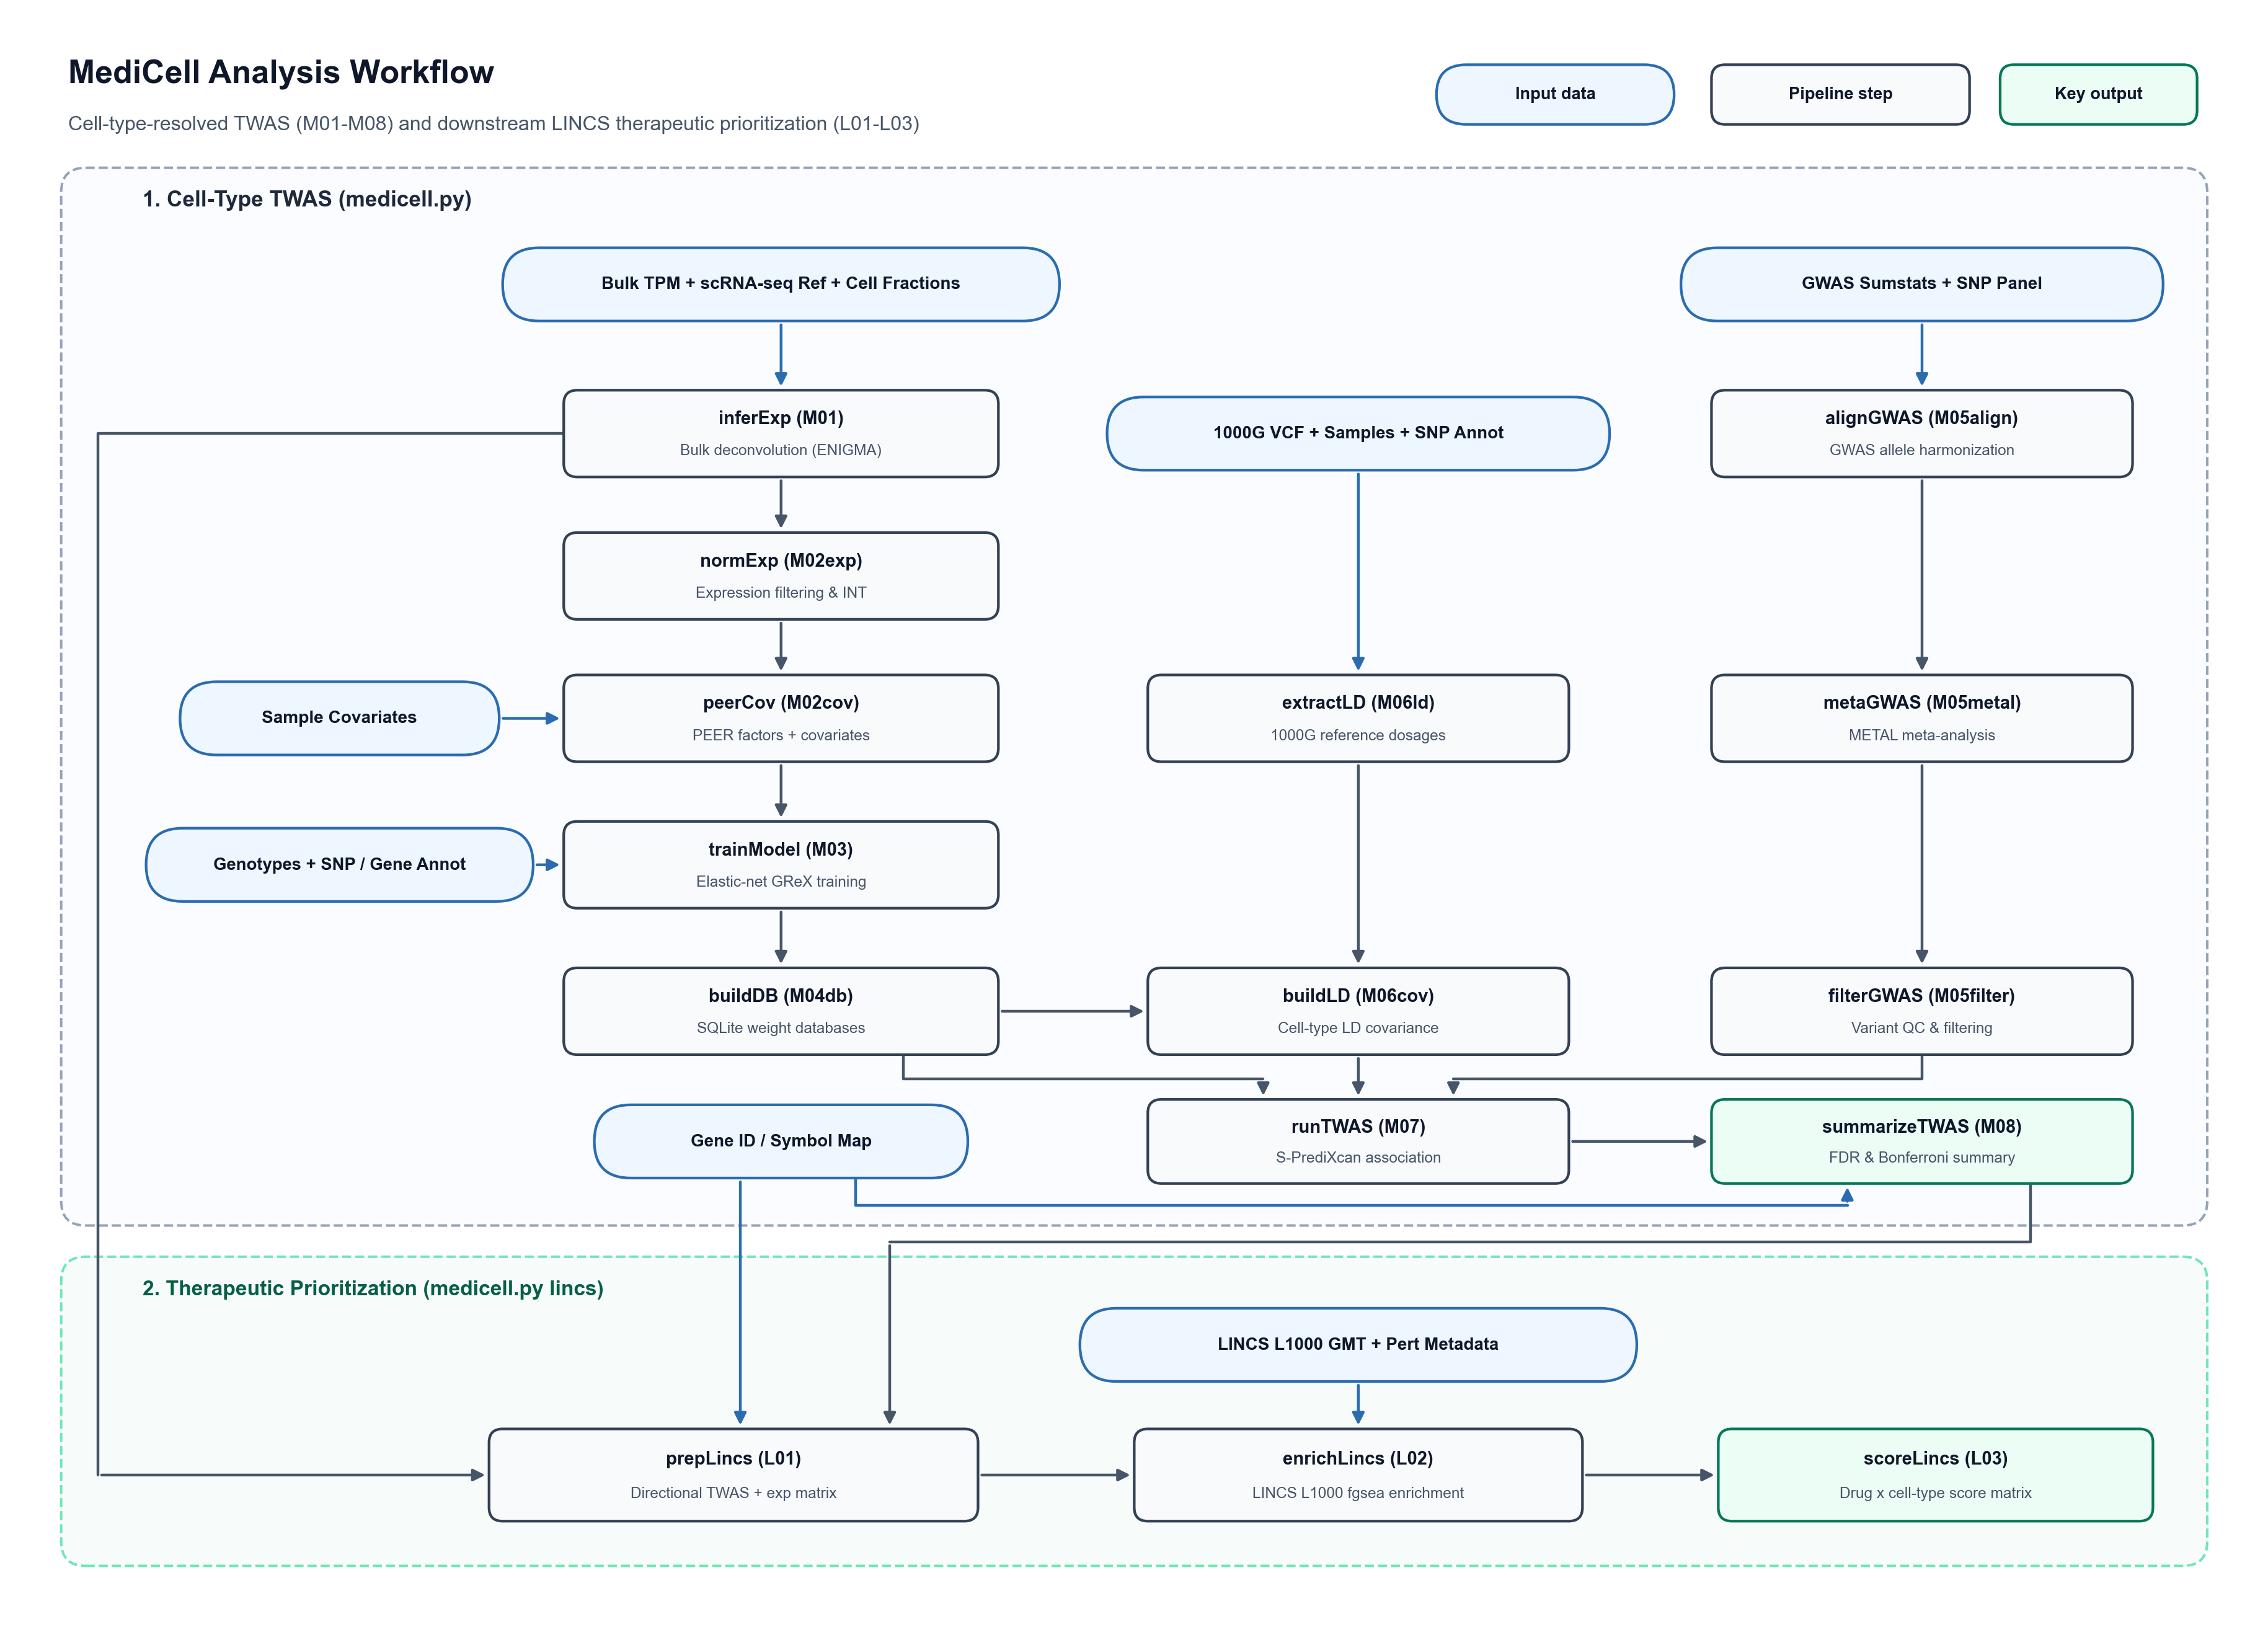 MediCell Analysis Workflow
Cell-type-resolved TWAS (M01-M08) and downstream LINCS therapeutic prioritization (L01-L03)
Input data
Pipeline step
Key output
1. Cell-Type TWAS (medicell.py)
Bulk TPM + scRNA-seq Ref + Cell Fractions
GWAS Sumstats + SNP Panel
inferExp (M01)
Bulk deconvolution (ENIGMA)
1000G VCF + Samples + SNP Annot
alignGWAS (M05align)
GWAS allele harmonization
normExp (M02exp)
Expression filtering & INT
Sample Covariates
peerCov (M02cov)
PEER factors + covariates
extractLD (M06ld)
1000G reference dosages
metaGWAS (M05metal)
METAL meta-analysis
Genotypes + SNP / Gene Annot
trainModel (M03)
Elastic-net GReX training
buildDB (M04db)
SQLite weight databases
buildLD (M06cov)
Cell-type LD covariance
filterGWAS (M05filter)
Variant QC & filtering
Gene ID / Symbol Map
runTWAS (M07)
S-PrediXcan association
summarizeTWAS (M08)
FDR & Bonferroni summary
2. Therapeutic Prioritization (medicell.py lincs)
LINCS L1000 GMT + Pert Metadata
prepLincs (L01)
Directional TWAS + exp matrix
enrichLincs (L02)
LINCS L1000 fgsea enrichment
scoreLincs (L03)
Drug x cell-type score matrix